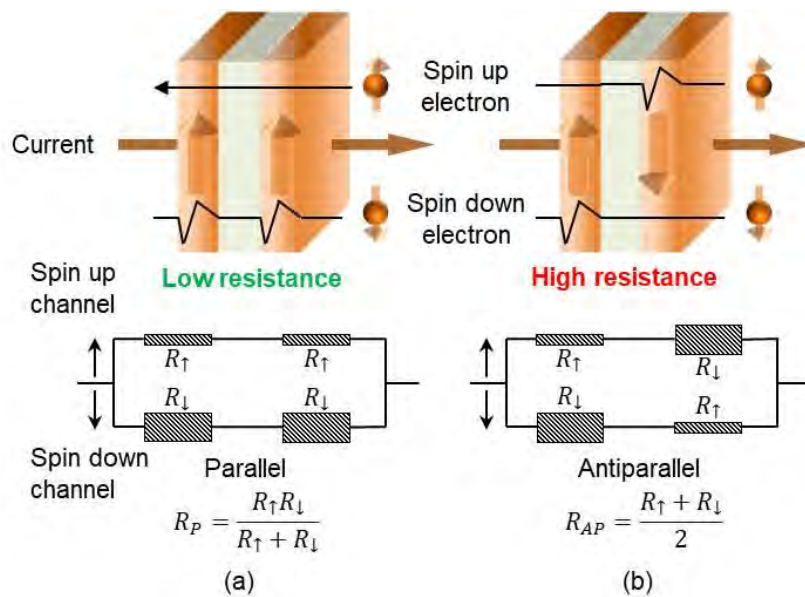 Spin up
electron
Current
Spin down
electron
Low resistance
High resistance
Spin up
channel
R↑
R↑
R↓
R↓
Spin down
channel
Parallel
R_P = R↑R↓ / (R↑ + R↓)
(a)
R↑
R↓
R↓
R↑
Antiparallel
R_AP = (R↑ + R↓) / 2
(b)